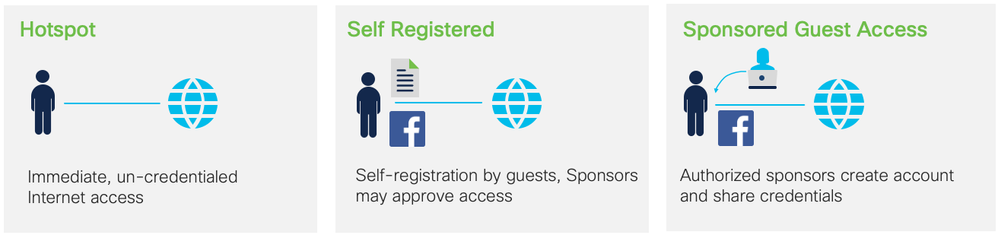 Hotspot
Immediate, un-credentialed
Internet access
Self Registered
Self-registration by guests, Sponsors
may approve access
Sponsored Guest Access
Authorized sponsors create account
and share credentials